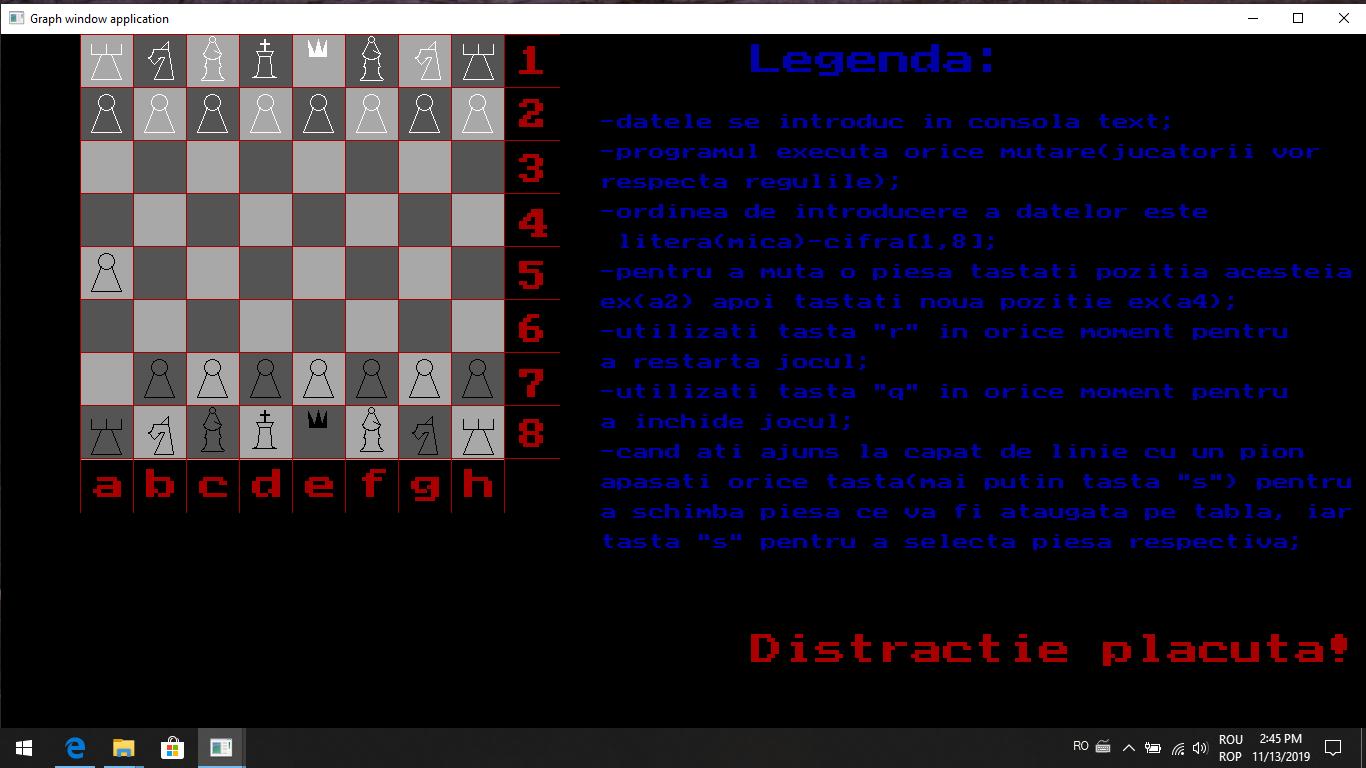 Graph window application
1
2
3
4
5
6
7
8
a b c d e f g h
Legenda:
-datele se introduc in consola text;
-programul executa orice mutare(jucatorii vor
respecta regulile);
-ordinea de introducere a datelor este
litera(mica)-cifra[1,8];
-pentru a muta o piesa tastati pozitia acesteia
ex(a2) apoi tastati noua pozitie ex(a4);
-utilizati tasta "r" in orice moment pentru
a restarta jocul;
-utilizati tasta "q" in orice moment pentru
a inchide jocul;
-cand ati ajuns la capat de linie cu un pion
apasati orice tasta(mai putin tasta "s") pentru
a schimba piesa ce va fi ataugata pe tabla, iar
tasta "s" pentru a selecta piesa respectiva;
Distractie placuta!
RO
ROU
ROP
2:45 PM
11/13/2019